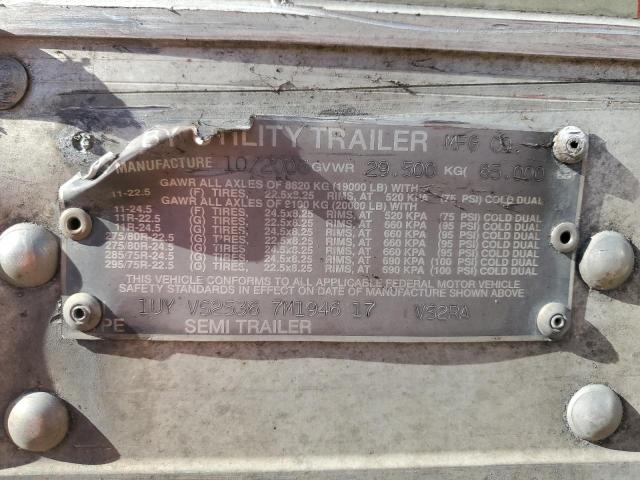 BY UTILITY TRAILER MFG CO.
MANUFACTURE 10/2006 GVWR 29.500 KG( 65.000
GAWR ALL AXLES OF 8620 KG (19000 LB) WITH
11-22.5 (F) TIRES, 22.5x8.25 RIMS, AT 520 KPA (75 PSI) COLD DUAL
GAWR ALL AXLES OF 9100 KG (20000 LB) WITH
11-24.5 (F) TIRES, 24.5x8.25 RIMS, AT 520 KPA (75 PSI) COLD DUAL
11R-22.5 (G) TIRES, 22.5x8.25 RIMS, AT 660 KPA (95 PSI) COLD DUAL
11R-24.5 (G) TIRES, 24.5x8.25 RIMS, AT 660 KPA (95 PSI) COLD DUAL
275/80R-22.5 (G) TIRES, 22.5x8.25 RIMS, AT 660 KPA (95 PSI) COLD DUAL
275/80R-24.5 (G) TIRES, 24.5x8.25 RIMS, AT 660 KPA (95 PSI) COLD DUAL
285/75R-24.5 (G) TIRES, 24.5x8.25 RIMS, AT 690 KPA (100 PSI) COLD DUAL
295/75R-22.5 (G) TIRES, 22.5x8.25 RIMS, AT 690 KPA (100 PSI) COLD DUAL
THIS VEHICLE CONFORMS TO ALL APPLICABLE FEDERAL MOTOR VEHICLE
SAFETY STANDARDS IN EFFECT ON DATE OF MANUFACTURE SHOWN ABOVE
1UY VS2536 7M1946 17 VS2RA
PE SEMI TRAILER